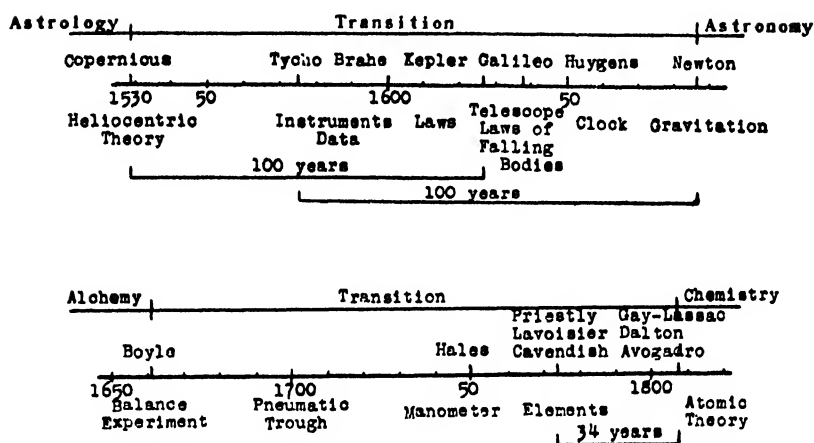 Astrology Transition Astronomy
Copernicous Tycho Brahe Kepler Galileo Huygens Newton
1530 50 1600 50
Heliocentric Theory
Instruments Data
Laws
Telescope Laws of Falling Bodies
Clock
Gravitation
100 years
100 years
Alchemy Transition Chemistry
Priestly Gay-Lassac
Lavoisier Dalton
Boyle Hales Cavendish Avogadro
1650 1700 50 1800
Balance Experiment
Pneumatic Trough
Manometer
Elements
Atomic Theory
34 years